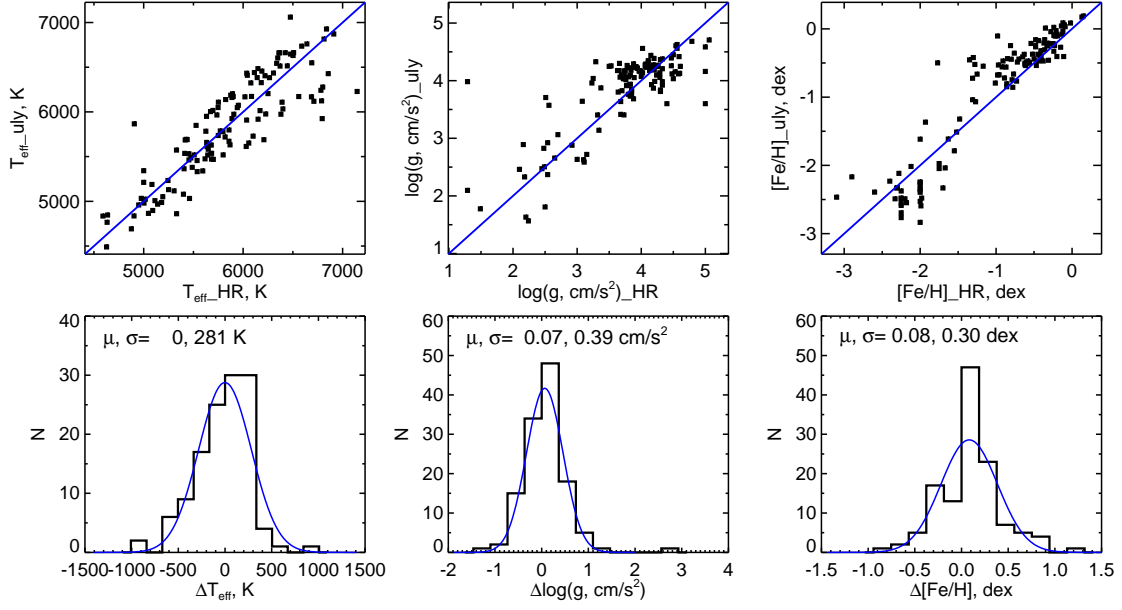 7000
6000
5000
T_eff_uly, K
5000 6000 7000
T_eff_HR, K
5
4
3
2
1
log(g, cm/s²)_uly
1 2 3 4 5
log(g, cm/s²)_HR
0
-1
-2
-3
[Fe/H]_uly, dex
-3 -2 -1 0
[Fe/H]_HR, dex
40
30
20
10
0
N
μ, σ= 0, 281 K
-1500 -1000 -500 0 500 1000 1500
ΔT_eff, K
60
50
40
30
20
10
0
N
μ, σ= 0.07, 0.39 cm/s²
-2 -1 0 1 2 3 4
Δlog(g, cm/s²)
60
50
40
30
20
10
0
N
μ, σ= 0.08, 0.30 dex
-1.5 -1.0 -0.5 0.0 0.5 1.0 1.5
Δ[Fe/H], dex